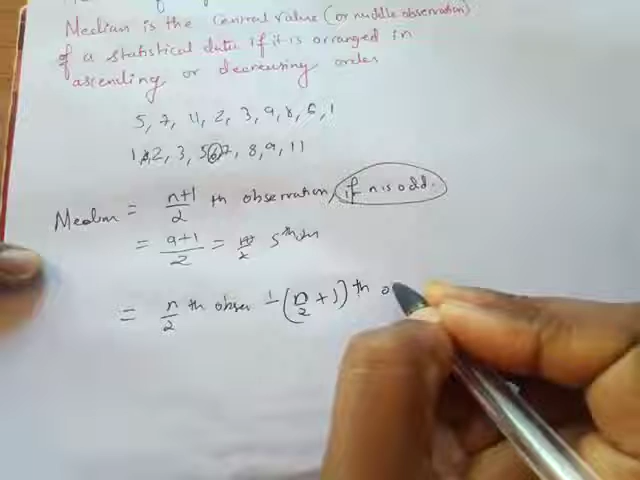 Median is the central value (or middle observation)
of a statistical data if it is arranged in
ascending or decreasing order
5, 7, 11, 2, 3, 9, 8, 6, 1
1, 2, 3, 5, 6, 7, 8, 9, 11
Median = n+1/2 th observation, if n is odd.
= 9+1/2 = 10/2 5th obs
= n/2 th obser + (n/2 + 1)th o